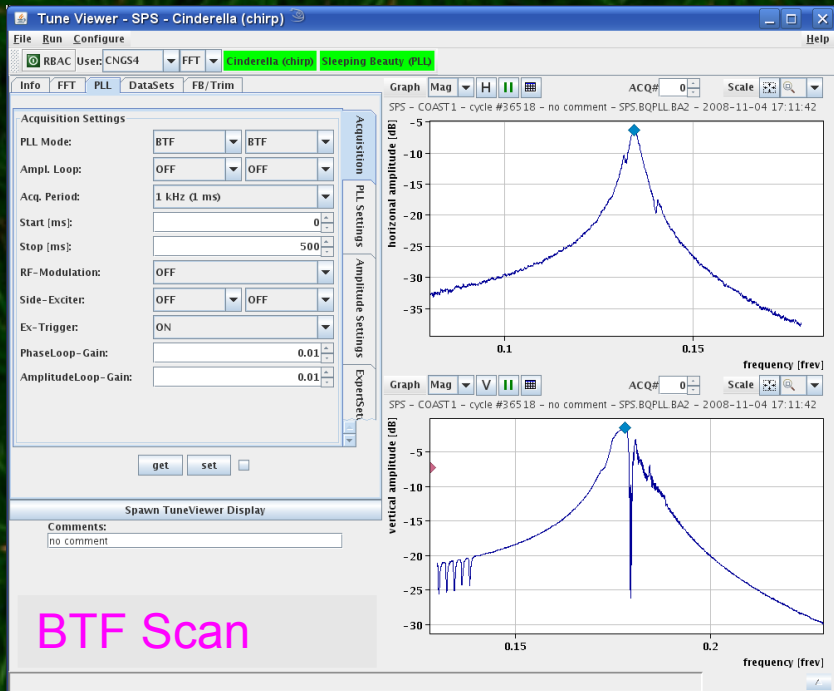 Tune Viewer - SPS - Cinderella (chirp)
File Run Configure Help
RBAC User: CNGS4 FFT Cinderella (chirp) Sleeping Beauty (PLL)
Info FFT PLL DataSets FB/Trim
Acquisition Settings
PLL Mode: BTF BTF
Ampl. Loop: OFF OFF
Acq. Period: 1 kHz (1 ms)
Start [ms]: 0
Stop [ms]: 500
RF-Modulation: OFF
Side-Exciter: OFF OFF
Ex-Trigger: ON
PhaseLoop-Gain: 0.01
AmplitudeLoop-Gain: 0.01
Acquisition
PLL Settings
Amplitude Settings
ExpertSett
get set
Spawn TuneViewer Display
Comments:
no comment
BTF Scan
Graph Mag H ACQ# 0 Scale
SPS - COAST1 - cycle #36518 - no comment - SPS.BQPLL.BA2 - 2008-11-04 17:11:42
horizonal amplitude [dB]
-5
-10
-15
-20
-25
-30
-35
0.1 0.15
frequency [frev]
Graph Mag V ACQ# 0 Scale
SPS - COAST1 - cycle #36518 - no comment - SPS.BQPLL.BA2 - 2008-11-04 17:11:42
vertical amplitude [dB]
-5
-10
-15
-20
-25
-30
0.15 0.2
frequency [frev]